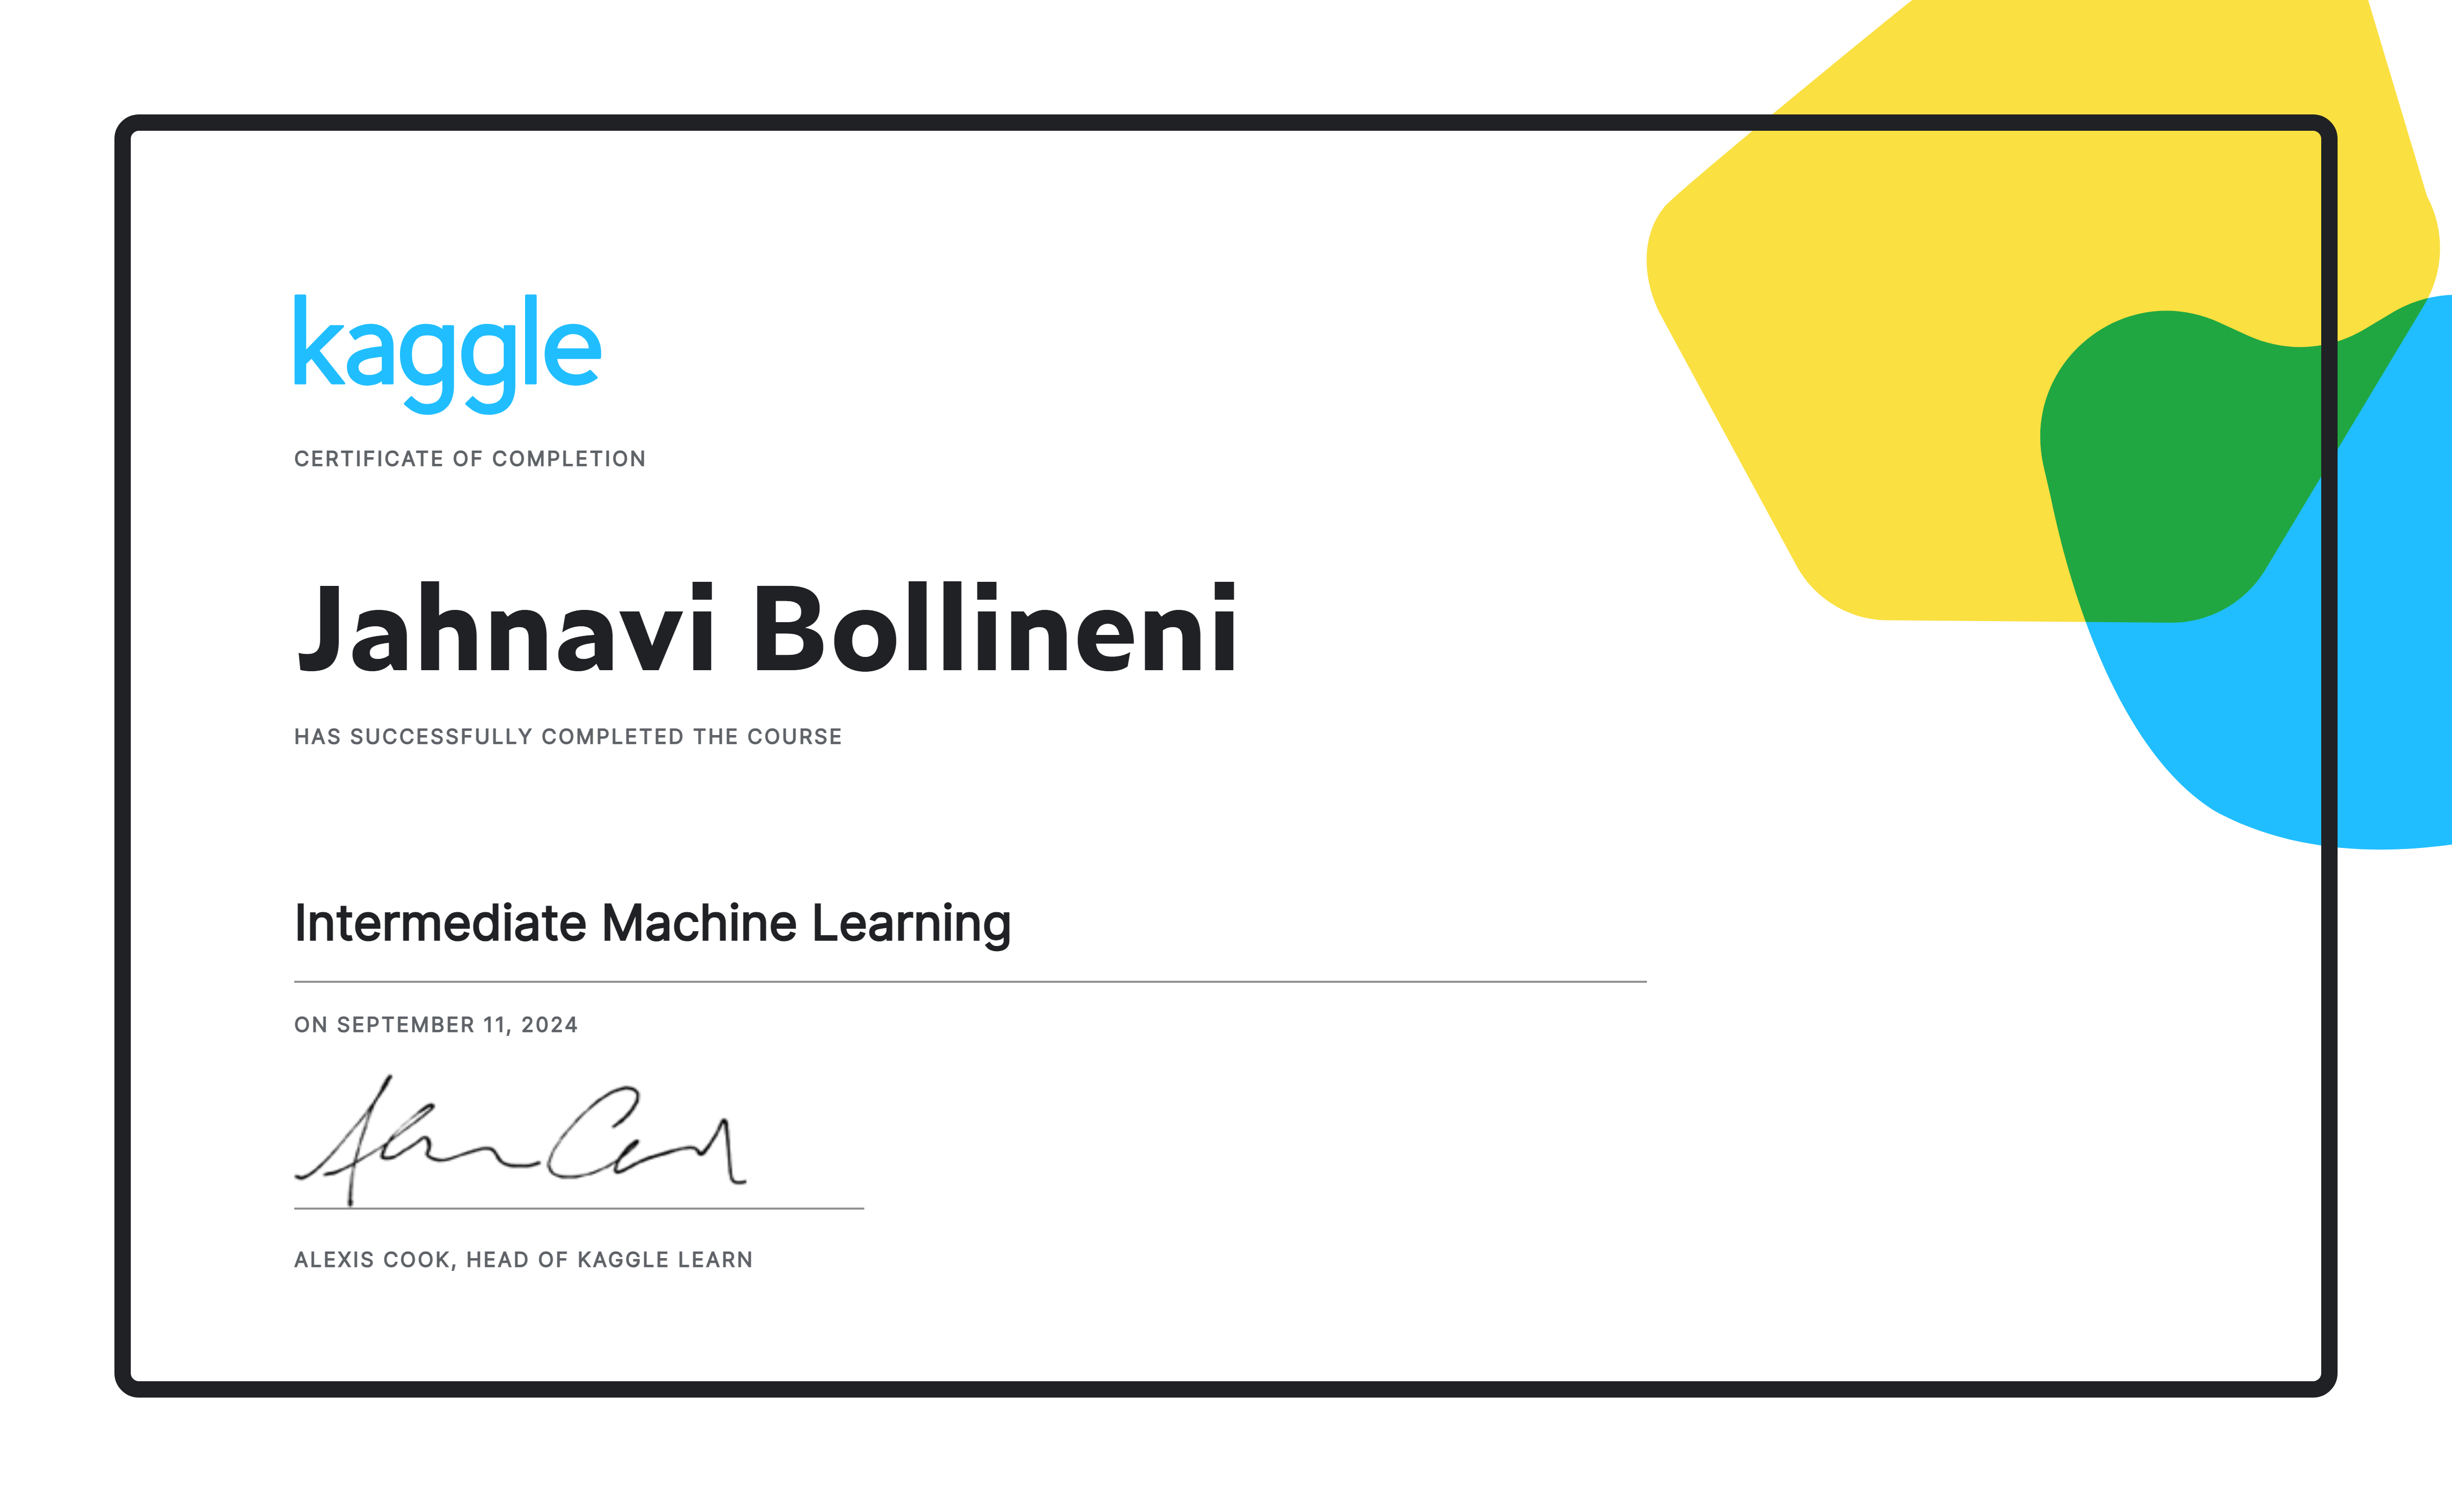 kaggle
CERTIFICATE OF COMPLETION
Jahnavi Bollineni
HAS SUCCESSFULLY COMPLETED THE COURSE
Intermediate Machine Learning
ON SEPTEMBER 11, 2024
ALEXIS COOK, HEAD OF KAGGLE LEARN